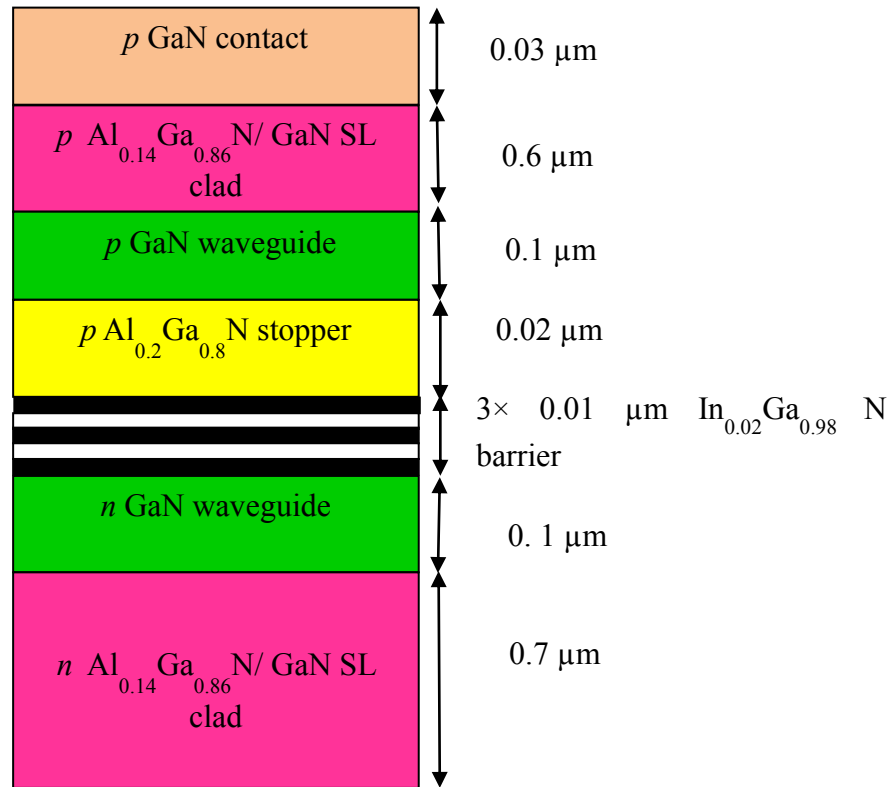 p GaN contact
0.03 µm
p Al0.14Ga0.86N/ GaN SL
clad
0.6 µm
p GaN waveguide
0.1 µm
p Al0.2Ga0.8N stopper
0.02 µm
3× 0.01 µm In0.02Ga0.98 N
barrier
n GaN waveguide
0. 1 µm
n Al0.14Ga0.86N/ GaN SL
clad
0.7 µm